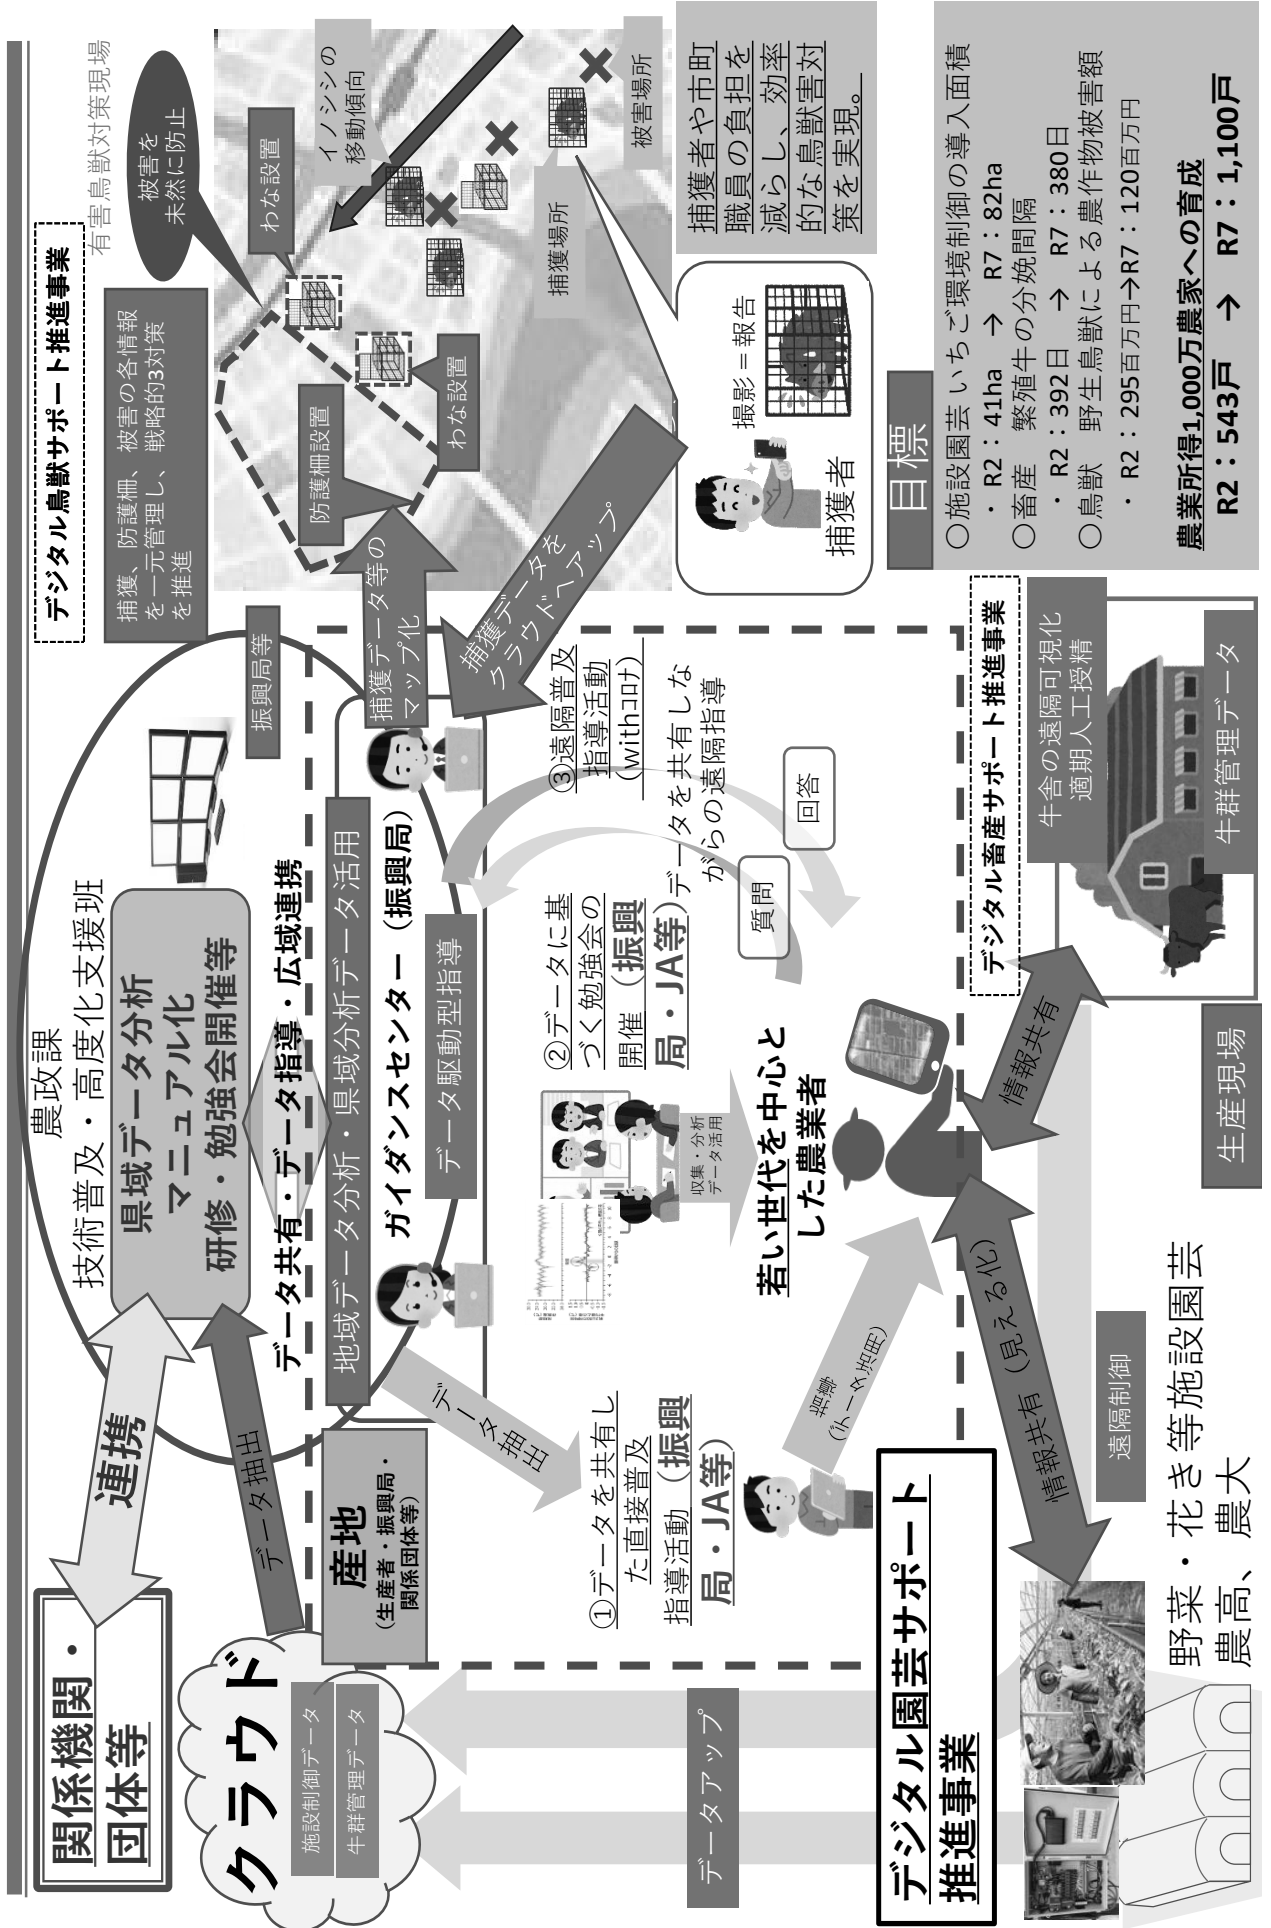 関係機関・
団体等
連携
農政課
技術普及・高度化支援班
県域データ分析
マニュアル化
研修・勉強会開催等
データ共有・データ指導・広域連携
振興局等
クラウド
施設制御データ
牛群管理データ
データ抽出
産地
(生産者・振興局・
関係団体等)
地域データ分析・県域分析データ活用
ガイダンスセンター（振興局）
データ駆動型指導
データ
抽出
①データを共有し
た直接普及
指導活動（振興
局・JA等）
②データに基
づく勉強会の
開催（振興
局・JA等）
③遠隔普及
指導活動
（withコロナ）
データを共有しな
がらの遠隔指導
質問
回答
収集・分析
データ活用
指導
（データ活用）
若い世代を中心と
した農業者
データアップ
デジタル園芸サポート
推進事業
情報共有（見える化）
遠隔制御
野菜・花き等施設園芸
農高、農大
生産現場
情報共有
デジタル畜産サポート推進事業
牛舎の遠隔可視化
適期人工授精
牛群管理データ
デジタル鳥獣サポート推進事業
有害鳥獣対策現場
捕獲、防護柵、被害の各情報
を一元管理し、戦略的3対策
を推進
被害を
未然に防止
わな設置
イノシシの
移動傾向
防護柵設置
わな設置
捕獲場所
被害場所
捕獲データ等の
マップ化
捕獲データを
クラウドへアップ
撮影＝報告
捕獲者
捕獲者や市町
職員の負担を
減らし、効率
的な鳥獣害対
策を実現。
目標
〇施設園芸 いちご環境制御の導入面積
・R2：41ha → R7：82ha
〇畜産 繁殖牛の分娩間隔
・R2：392日 → R7：380日
〇鳥獣 野生鳥獣による農作物被害額
・R2：295百万円→R7：120百万円
農業所得1,000万農家への育成
R2：543戸 → R7：1,100戸